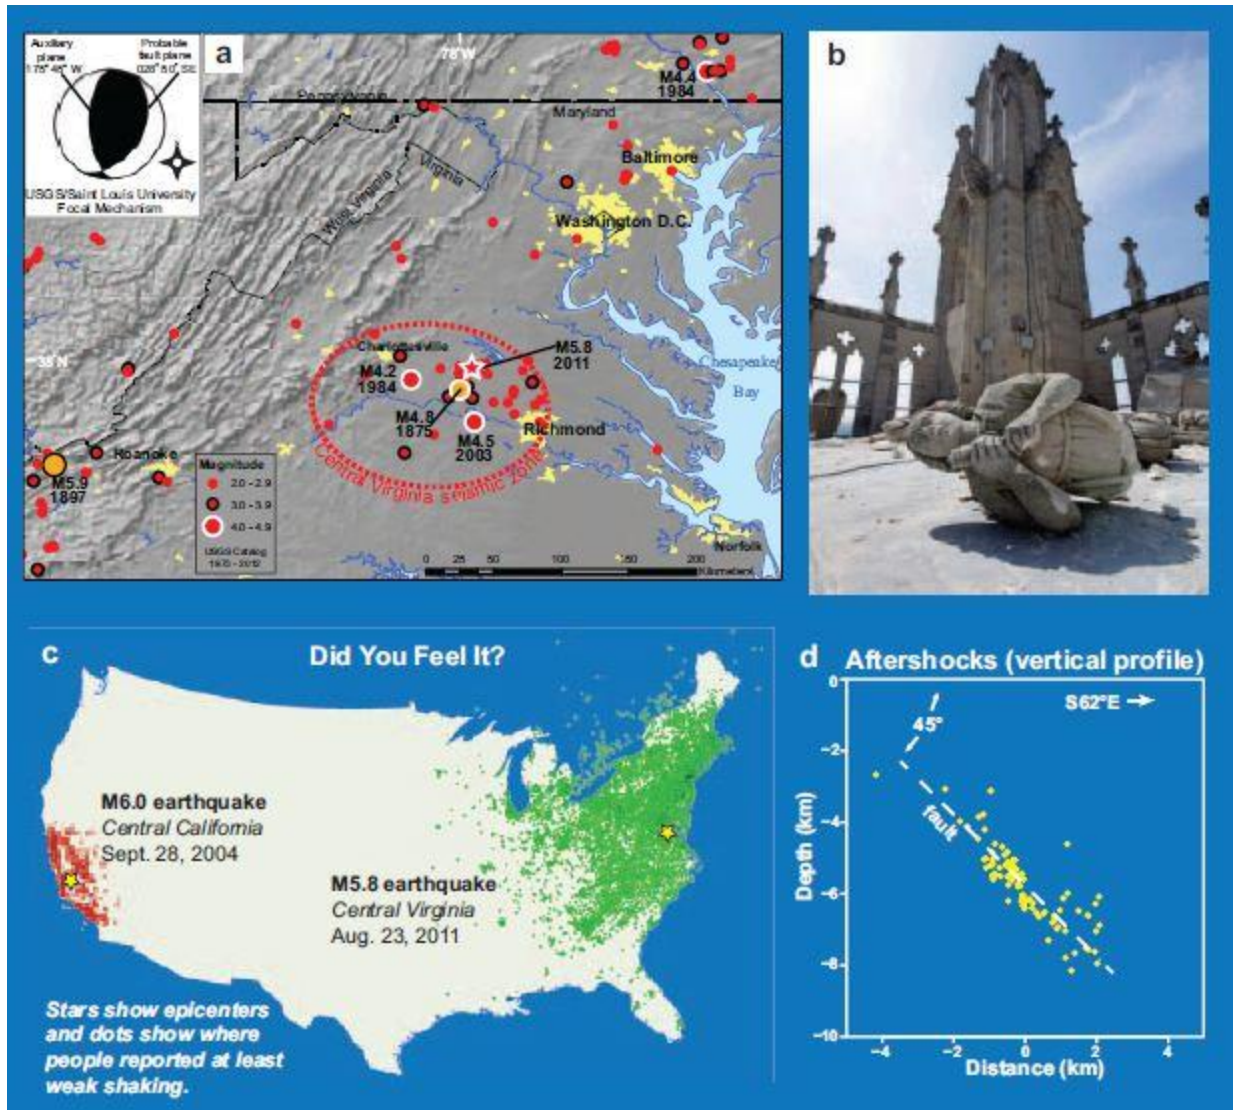 Auxiliary
plane
Probable
fault plane
USGS/Saint Louis University
Focal Mechanism
a
78°W
M4.4
1984
Pennsylvania
Maryland
Baltimore
Virginia
West Virginia
Washington D.C.
38°N
Charlottesville
M5.8
2011
M4.2
1984
Chesapeake
Bay
M4.8
1875
M4.5
2003
Richmond
Central Virginia seismic zone
Roanoke
M5.9
1897
Magnitude
2.0 - 2.9
3.0 - 3.9
4.0 - 4.9
USGS Catalog
Norfolk
0 25 50 100 150 200
Kilometers
b
c
Did You Feel It?
M6.0 earthquake
Central California
Sept. 28, 2004
M5.8 earthquake
Central Virginia
Aug. 23, 2011
Stars show epicenters
and dots show where
people reported at least
weak shaking.
d
Aftershocks (vertical profile)
0
S62°E
45°
−2
fault
−4
Depth (km)
−6
−8
−10
−4 −2 0 2 4
Distance (km)